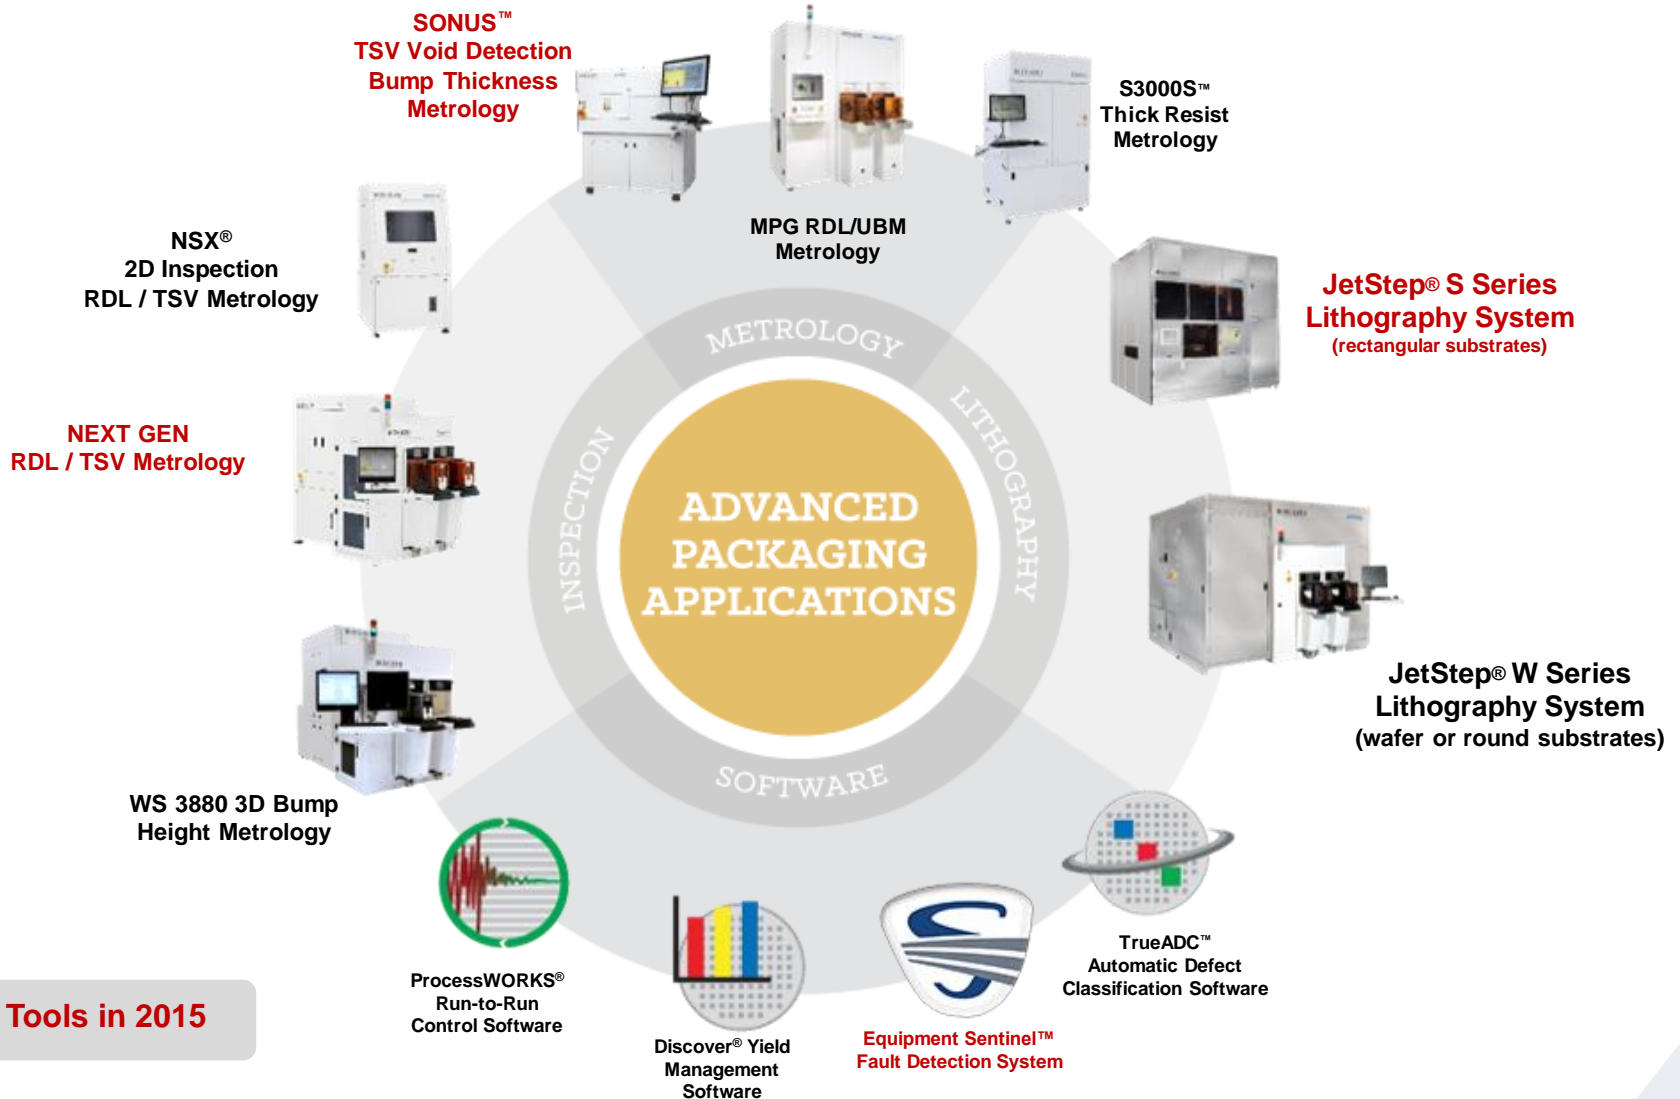 SONUS™
TSV Void Detection
Bump Thickness
Metrology
S3000S™
Thick Resist
Metrology
MPG RDL/UBM
Metrology
NSX®
2D Inspection
RDL / TSV Metrology
JetStep® S Series
Lithography System
(rectangular substrates)
METROLOGY
LITHOGRAPHY
INSPECTION
SOFTWARE
ADVANCED
PACKAGING
APPLICATIONS
NEXT GEN
RDL / TSV Metrology
JetStep® W Series
Lithography System
(wafer or round substrates)
WS 3880 3D Bump
Height Metrology
ProcessWORKS®
Run-to-Run
Control Software
Discover® Yield
Management
Software
Equipment Sentinel™
Fault Detection System
TrueADC™
Automatic Defect
Classification Software
Tools in 2015